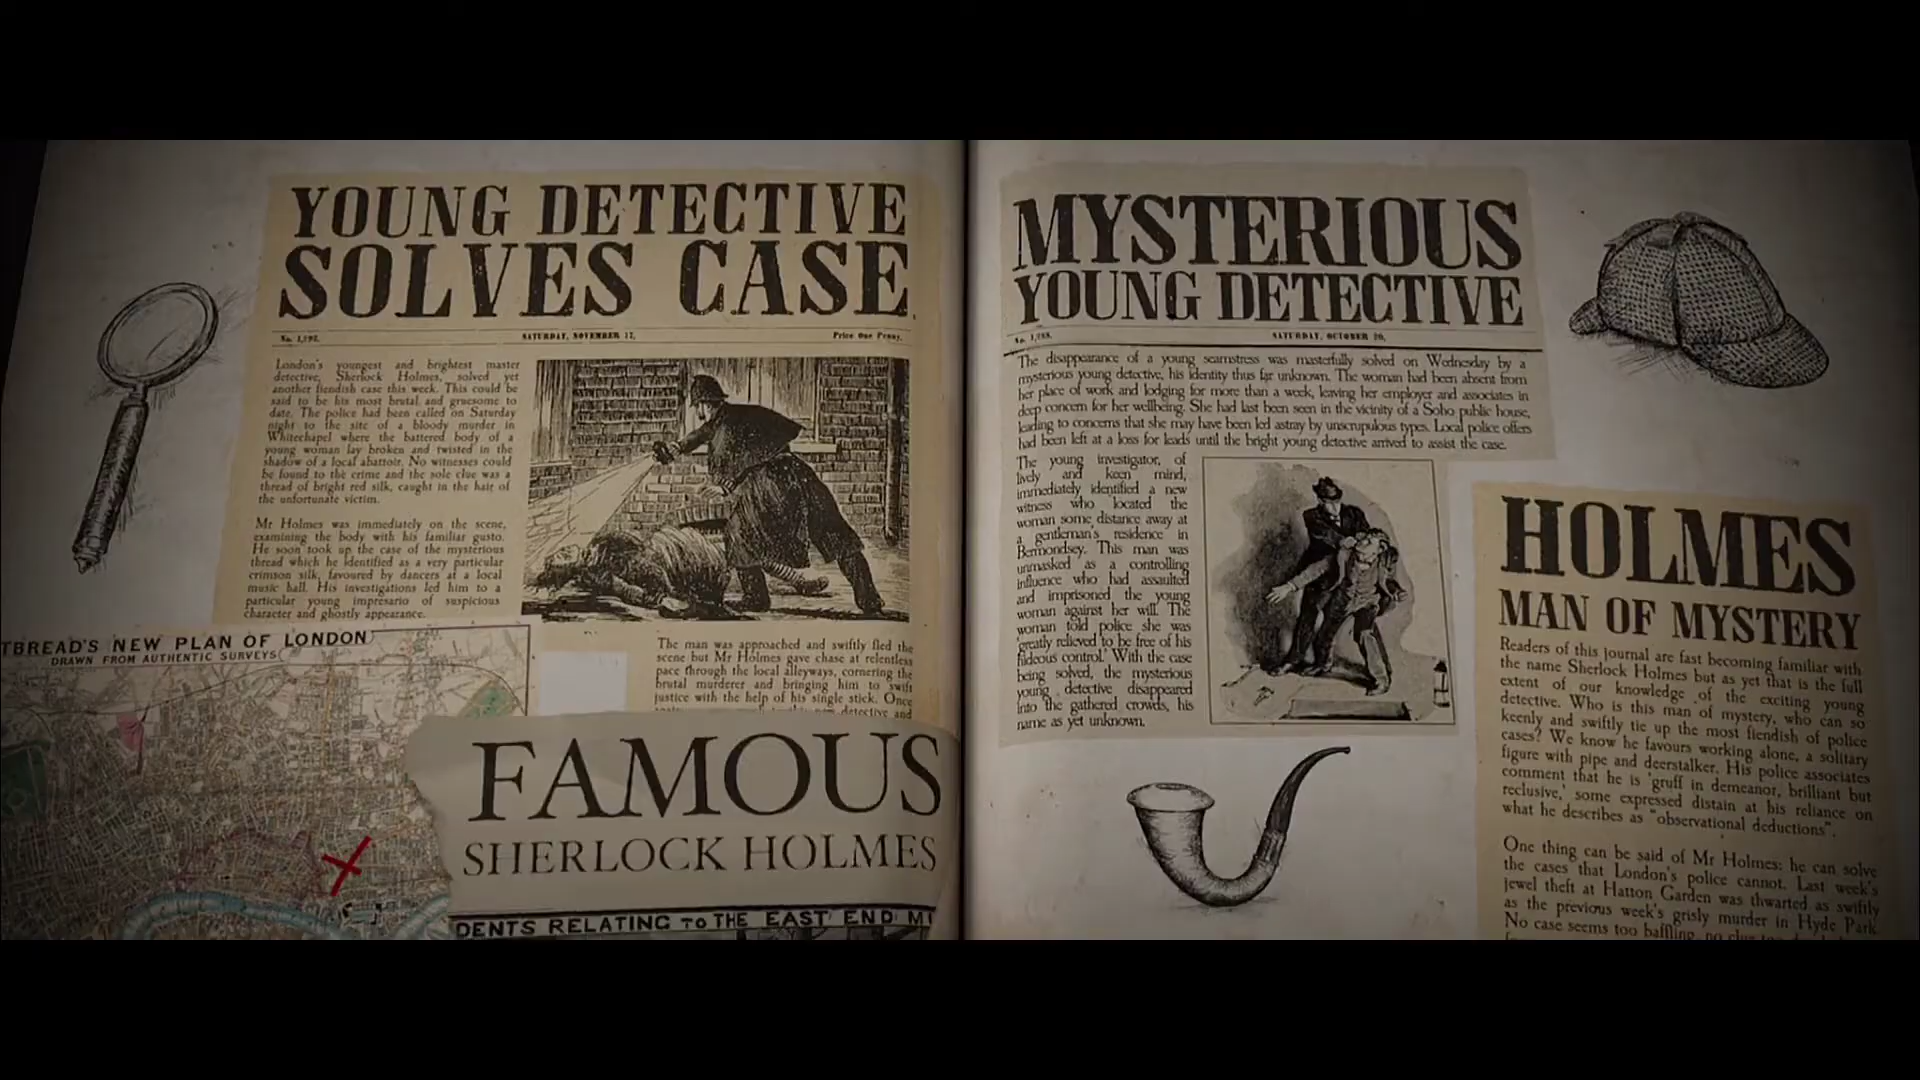 YOUNG DETECTIVE
SOLVES CASE.
No. 1,292.
SATURDAY, NOVEMBER 17,
Price One Penny.
London's youngest and brightest master
detective, Sherlock Holmes, solved yet
another fiendish case this week. This could be
said to be his most brutal and gruesome to
date. The police had been called on Saturday
night to the site of a bloody murder in
Whitechapel where the battered body of a
young woman lay broken and twisted in the
shadow of a local abattoir. No witnesses could
be found to the crime and the sole clue was a
thread of bright red silk, caught in the hair of
the unfortunate victim.
Mr Holmes was immediately on the scene,
examining the body with his familiar gusto.
He soon took up the case of the mysterious
thread which he identified as a very particular
crimson silk, favoured by dancers at a local
music hall. His investigations led him to a
particular young impresario of suspicious
character and ghostly appearance.
The man was approached and swiftly fled the
scene but Mr Holmes gave chase at relentless
pace through the local alleyways, cornering the
brutal murderer and bringing him to swift
justice with the help of his single stick. Once
detective and
TBREAD'S NEW PLAN OF LONDON
DRAWN FROM AUTHENTIC SURVEYS
FAMOUS
SHERLOCK HOLMES
DENTS RELATING TO THE EAST END MU
MYSTERIOUS
YOUNG DETECTIVE
No. 1,288.
SATURDAY, OCTOBER 20,
The disappearance of a young seamstress was masterfully solved on Wednesday by a
mysterious young detective, his identity thus far unknown. The woman had been absent from
her place of work and lodging for more than a week, leaving her employer and associates in
deep concern for her wellbeing. She had last been seen in the vicinity of a Soho public house,
leading to concerns that she may have been led astray by unscrupulous types. Local police offers
had been left at a loss for leads until the bright young detective arrived to assist the case.
The young investigator, of
lively and keen mind,
immediately identified a new
witness who located the
woman some distance away at
a gentleman's residence in
Bermondsey. This man was
unmasked as a controlling
influence who had assaulted
and imprisoned the young
woman against her will. The
woman told police she was
'greatly relieved to be free of his
hideous control.' With the case
being solved, the mysterious
young detective disappeared
into the gathered crowds, his
name as yet unknown.
HOLMES
MAN OF MYSTERY
Readers of this journal are fast becoming familiar with
the name Sherlock Holmes but as yet that is the full
extent of our knowledge of the exciting young
detective. Who is this man of mystery, who can so
keenly and swiftly tie up the most fiendish of police
cases? We know he favours working alone, a solitary
figure with pipe and deerstalker. His police associates
comment that he is 'gruff in demeanor, brilliant but
reclusive,' some expressed distain at his reliance on
what he describes as "observational deductions".
One thing can be said of Mr Holmes: he can solve
the cases that London's police cannot. Last week's
jewel theft at Hatton Garden was thwarted as swiftly
as the previous week's grisly murder in Hyde Park.
No case seems too baffling, no clue